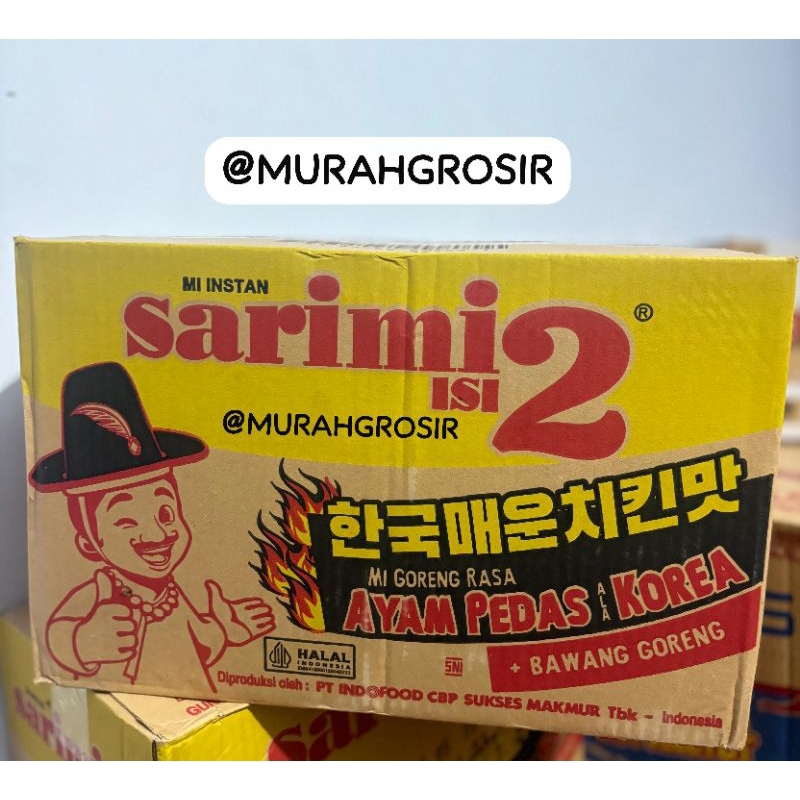 @MURAHGROSIR
MI INSTAN
sarimi
ISI 2 ®
@MURAHGROSIR
한국매운치킨맛
MI GORENG RASA
AYAM PEDAS ALA KOREA
+ BAWANG GORENG
HALAL
INDONESIA
SNI
Diproduksi oleh : PT INDOFOOD CBP SUKSES MAKMUR Tbk - Indonesia
sarimi